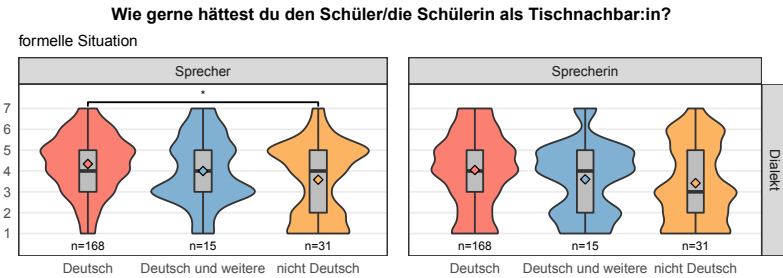 Wie gerne hättest du den Schüler/die Schülerin als Tischnachbar:in?
formelle Situation
Sprecher
Sprecherin
*
7
6
5
4
3
2
1
Dialekt
n=168
n=15
n=31
n=168
n=15
n=31
Deutsch
Deutsch und weitere
nicht Deutsch
Deutsch
Deutsch und weitere
nicht Deutsch